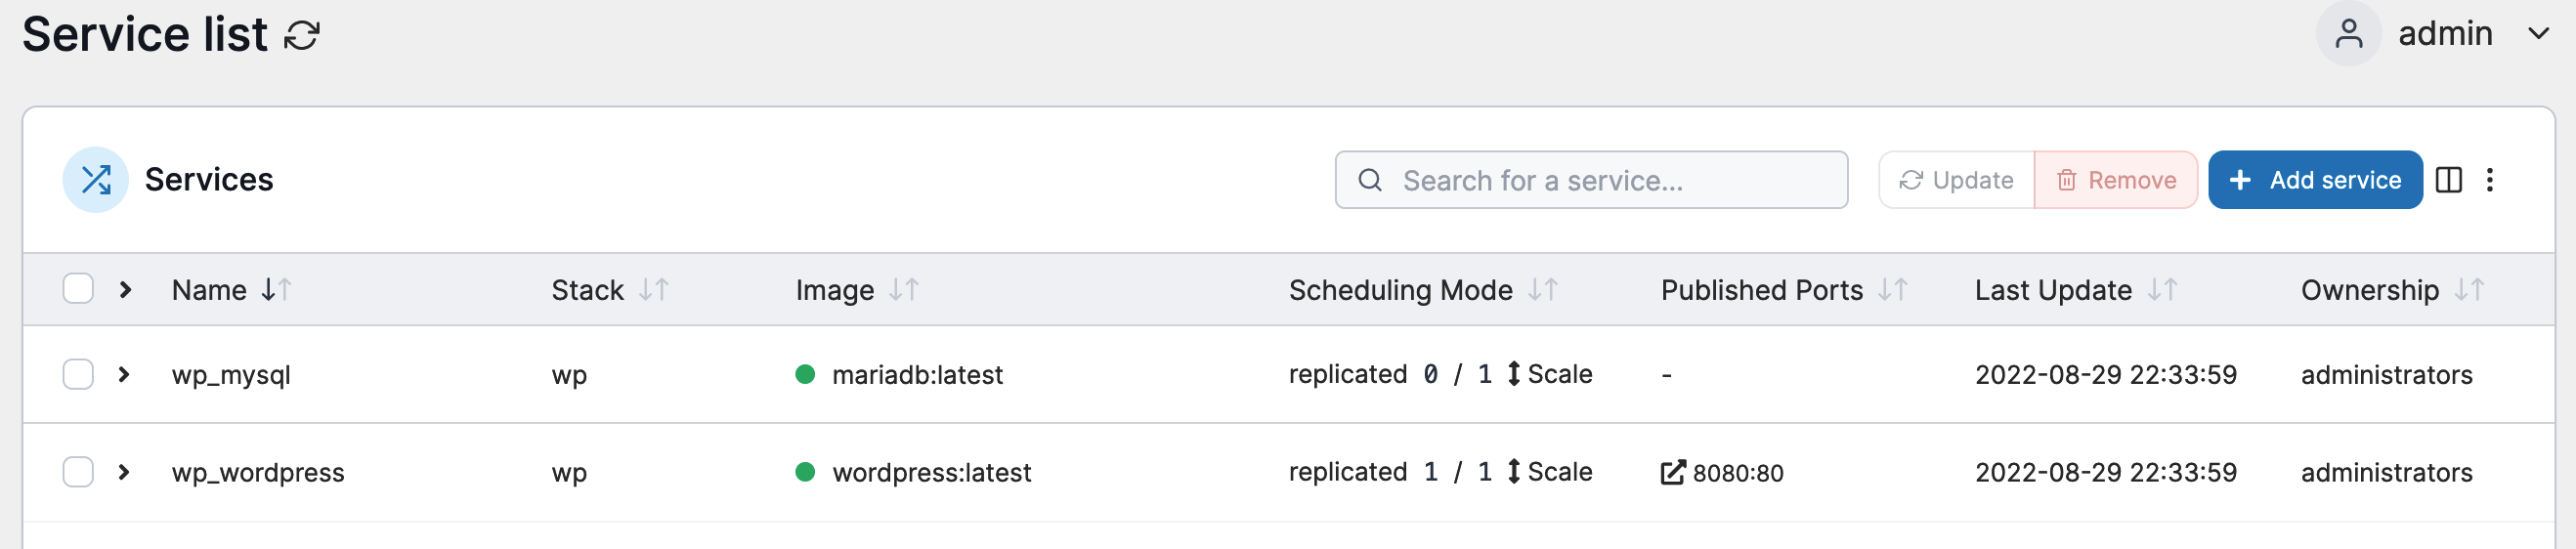 Service list
admin
Services
Search for a service...
Update
Remove
Add service
Name Stack Image Scheduling Mode Published Ports Last Update Ownership
wp_mysql wp mariadb:latest replicated 0 / 1 Scale - 2022-08-29 22:33:59 administrators
wp_wordpress wp wordpress:latest replicated 1 / 1 Scale 8080:80 2022-08-29 22:33:59 administrators